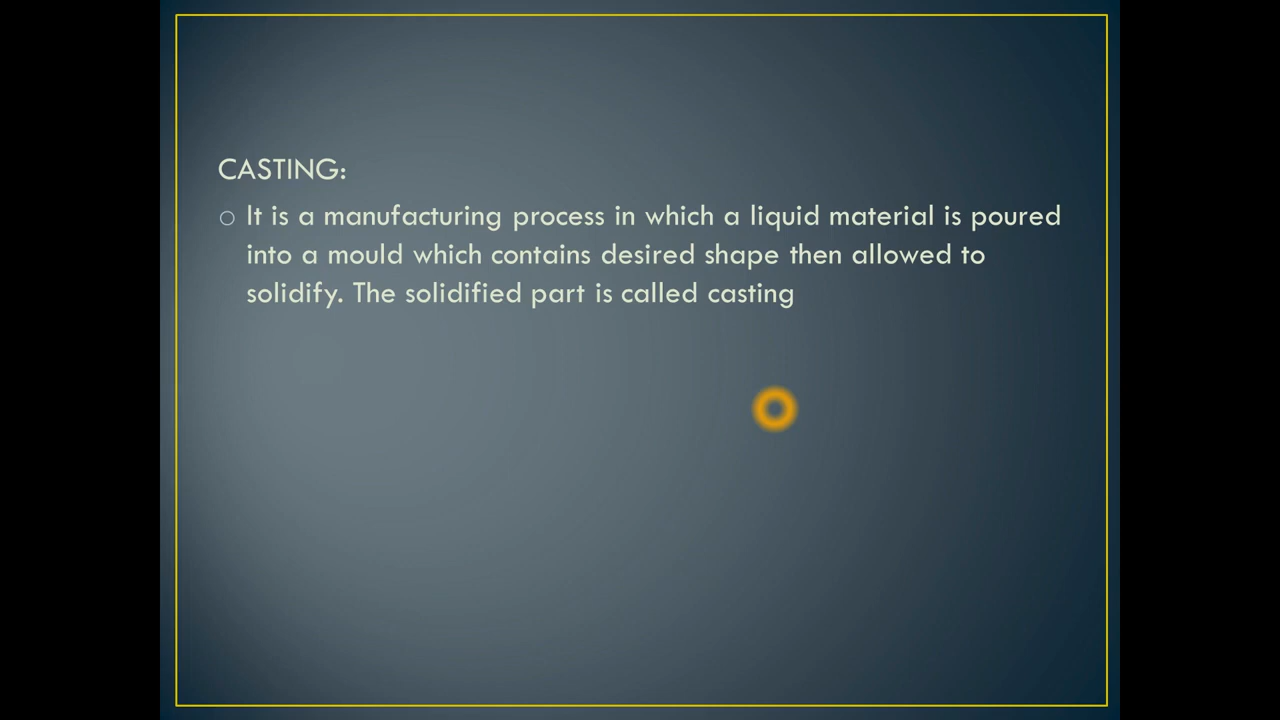 CASTING:
It is a manufacturing process in which a liquid material is poured
into a mould which contains desired shape then allowed to
solidify. The solidified part is called casting